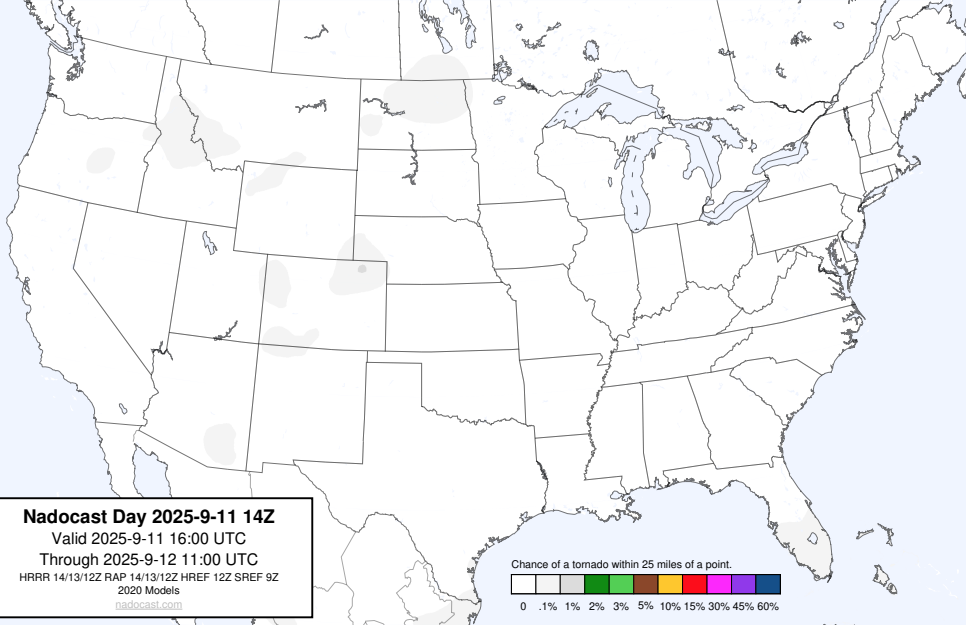 Nadocast Day 2025-9-11 14Z
Valid 2025-9-11 16:00 UTC
Through 2025-9-12 11:00 UTC
HRRR 14/13/12Z RAP 14/13/12Z HREF 12Z SREF 9Z
2020 Models
nadocast.com
Chance of a tornado within 25 miles of a point.
0 .1% 1% 2% 3% 5% 10% 15% 30% 45% 60%